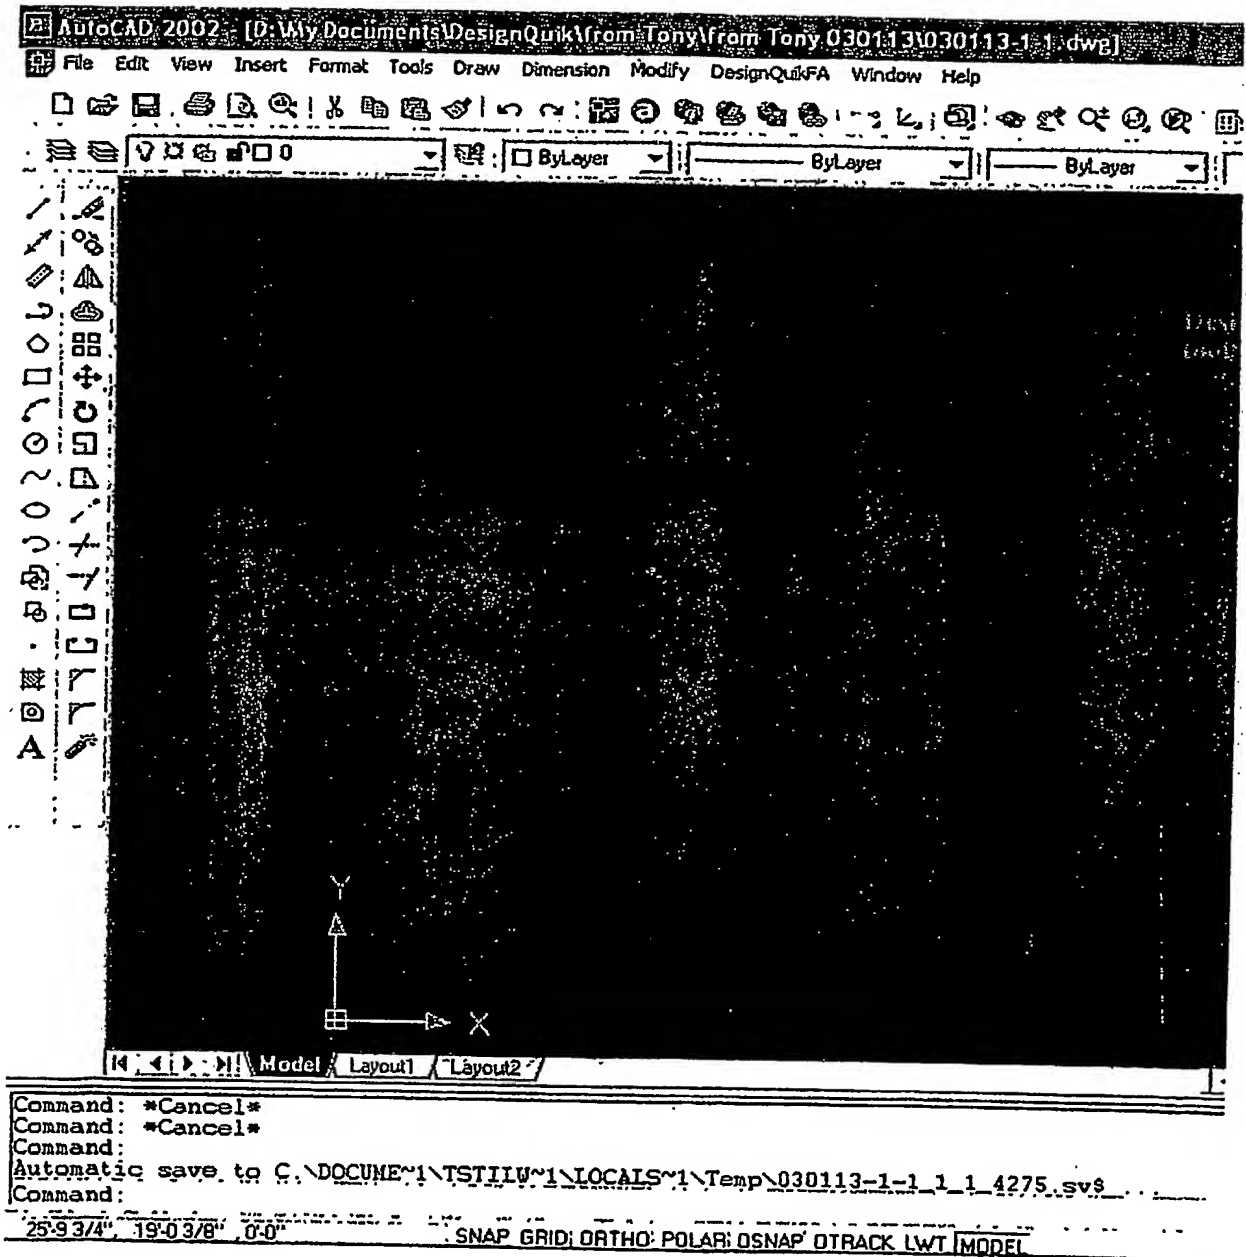 AutoCAD 2002 - [D:\My Documents\DesignQuik\from Tony\from Tony 030113\030113-1 1.dwg]
File Edit View Insert Format Tools Draw Dimension Modify DesignQuikFA Window Help
0 ByLayer ByLayer ByLayer
A
Y
X
Model Layout1 Layout2
Command: *Cancel*
Command: *Cancel*
Command:
Automatic save to C:\DOCUME~1\TSTILW~1\LOCALS~1\Temp\030113-1-1_1_1_4275.sv$ ...
Command:
25'-9 3/4", 19'-0 3/8", 0'-0" SNAP GRID ORTHO POLAR OSNAP OTRACK LWT MODEL